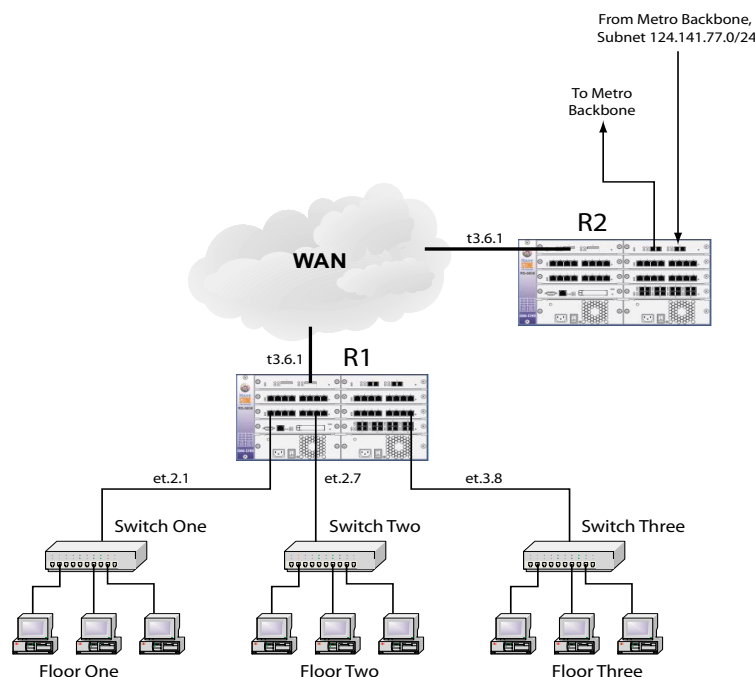 From Metro Backbone,
Subnet 124.141.77.0/24
To Metro
Backbone
R2
t3.6.1
WAN
t3.6.1
R1
et.2.1
et.2.7
et.3.8
Switch One
Switch Two
Switch Three
Floor One
Floor Two
Floor Three